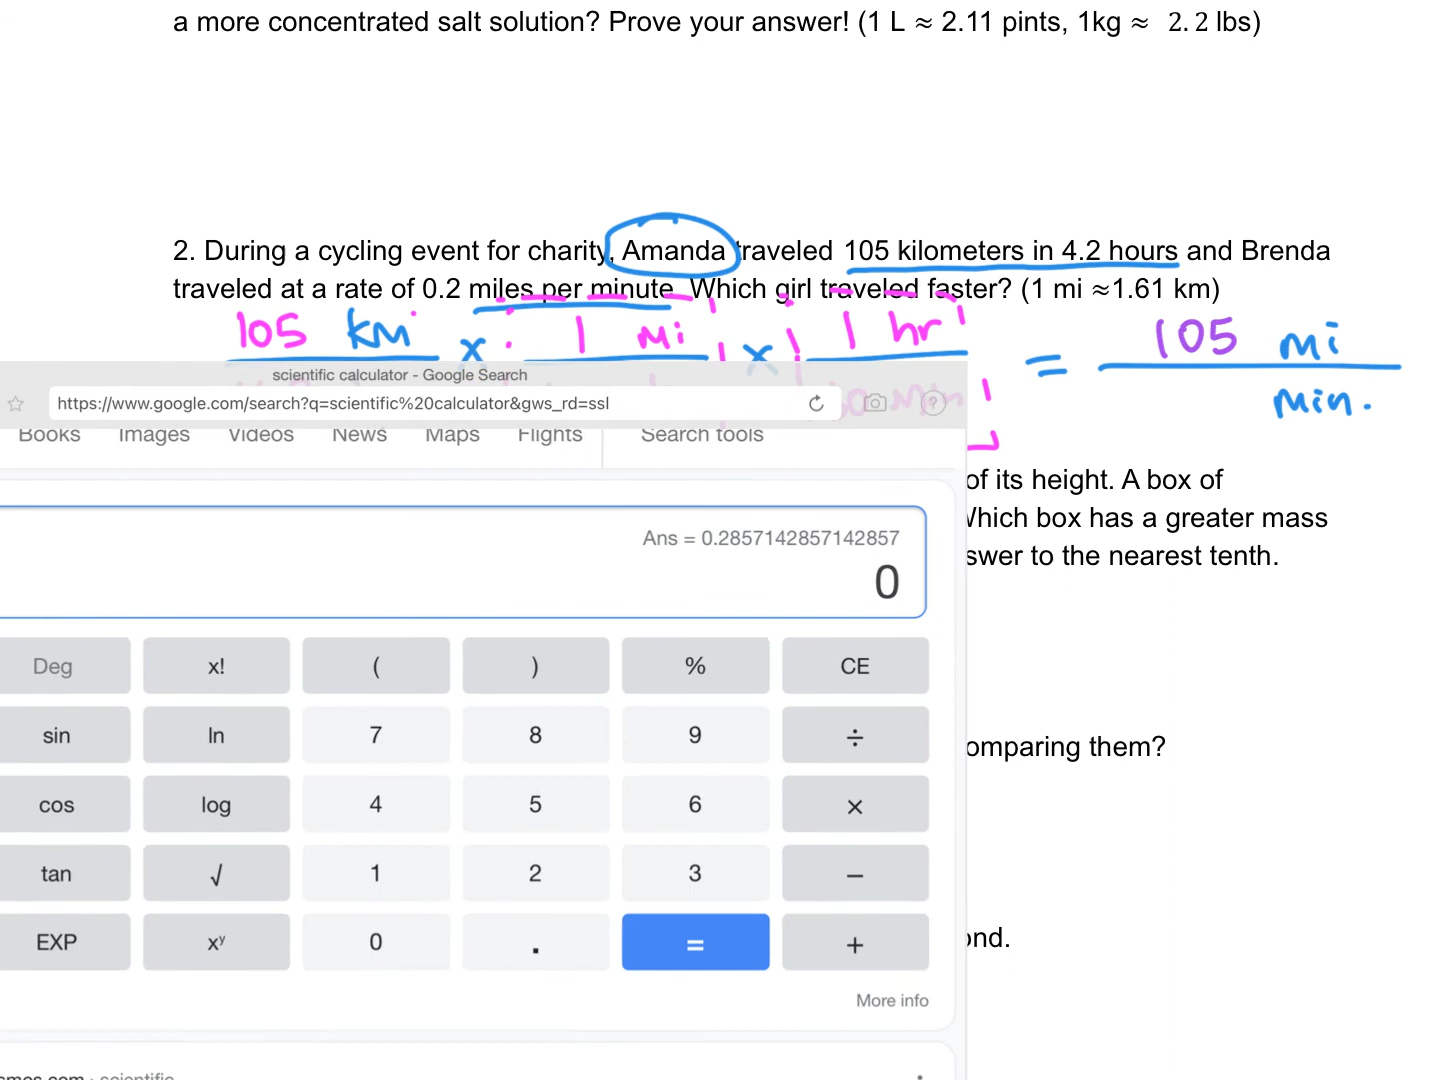 a more concentrated salt solution? Prove your answer! (1 L ≈ 2.11 pints, 1kg ≈ 2.2 lbs)
2. During a cycling event for charity, Amanda traveled 105 kilometers in 4.2 hours and Brenda
traveled at a rate of 0.2 miles per minute. Which girl traveled faster? (1 mi ≈1.61 km)
105 km x 1 Mi x 1 hr = 105 mi
min.
scientific calculator - Google Search
https://www.google.com/search?q=scientific%20calculator&gws_rd=ssl
Books Images Videos News Maps Flights Search tools
of its height. A box of
Which box has a greater mass
swer to the nearest tenth.
Ans = 0.2857142857142857
0
Deg x! ( ) % CE
sin ln 7 8 9 ÷
omparing them?
cos log 4 5 6 ×
tan √ 1 2 3 −
EXP xʸ 0 . = +
ond.
More info